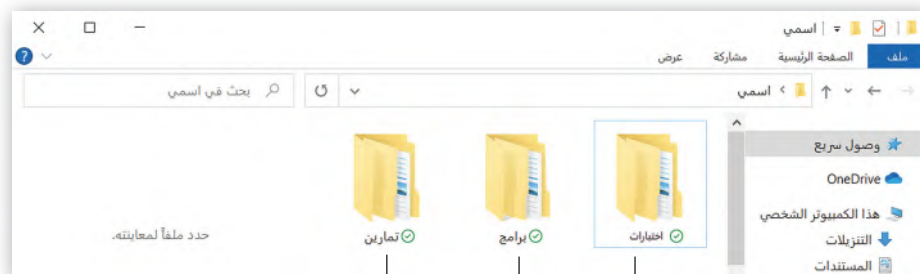 اسمي
ملف الصفحة الرئيسية مشاركة عرض
اسمي بحث في اسمي
وصول سريع
OneDrive
هذا الكمبيوتر الشخصي
التنزيلات
المستندات
اختبارات برامج تمارين
حدد ملفاً لمعاينته.